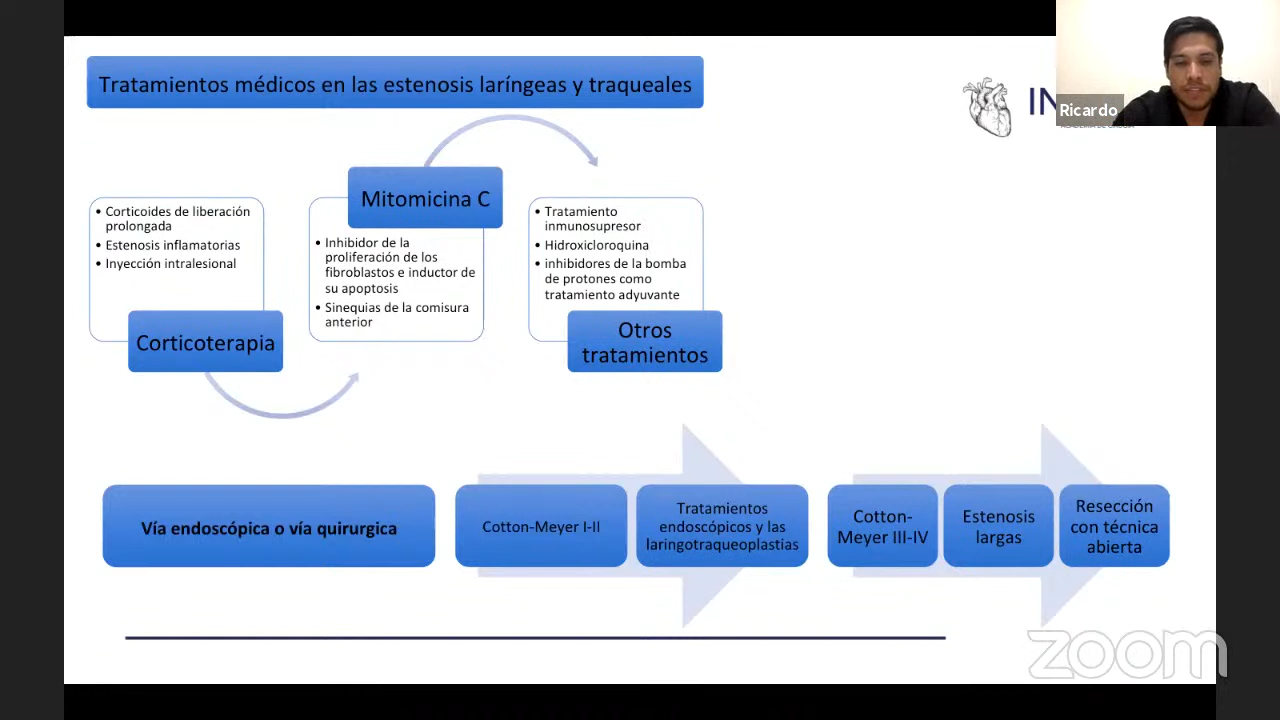 Tratamientos médicos en las estenosis laríngeas y traqueales
Ricardo
• Corticoides de liberación
prolongada
• Estenosis inflamatorias
• Inyección intralesional
Corticoterapia
Mitomicina C
• Inhibidor de la
proliferación de los
fibroblastos e inductor de
su apoptosis
• Sinequias de la comisura
anterior
• Tratamiento
inmunosupresor
• Hidroxicloroquina
• inhibidores de la bomba
de protones como
tratamiento adyuvante
Otros
tratamientos
Vía endoscópica o vía quirurgica
Cotton-Meyer I-II
Tratamientos
endoscópicos y las
laringotraqueoplastias
Cotton-
Meyer III-IV
Estenosis
largas
Resección
con técnica
abierta
zoom